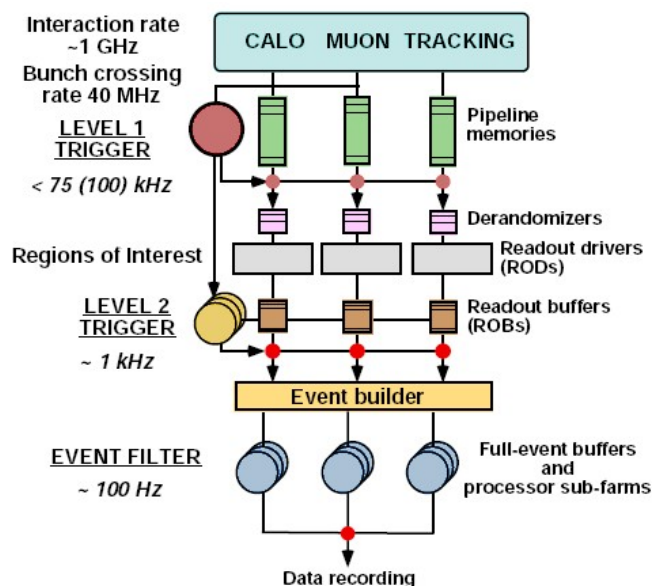 Interaction rate
~1 GHz
CALO MUON TRACKING
Bunch crossing
rate 40 MHz
Pipeline
memories
LEVEL 1
TRIGGER
< 75 (100) kHz
Derandomizers
Regions of Interest
Readout drivers
(RODs)
LEVEL 2
TRIGGER
Readout buffers
(ROBs)
~ 1 kHz
Event builder
EVENT FILTER
~ 100 Hz
Full-event buffers
and
processor sub-farms
Data recording